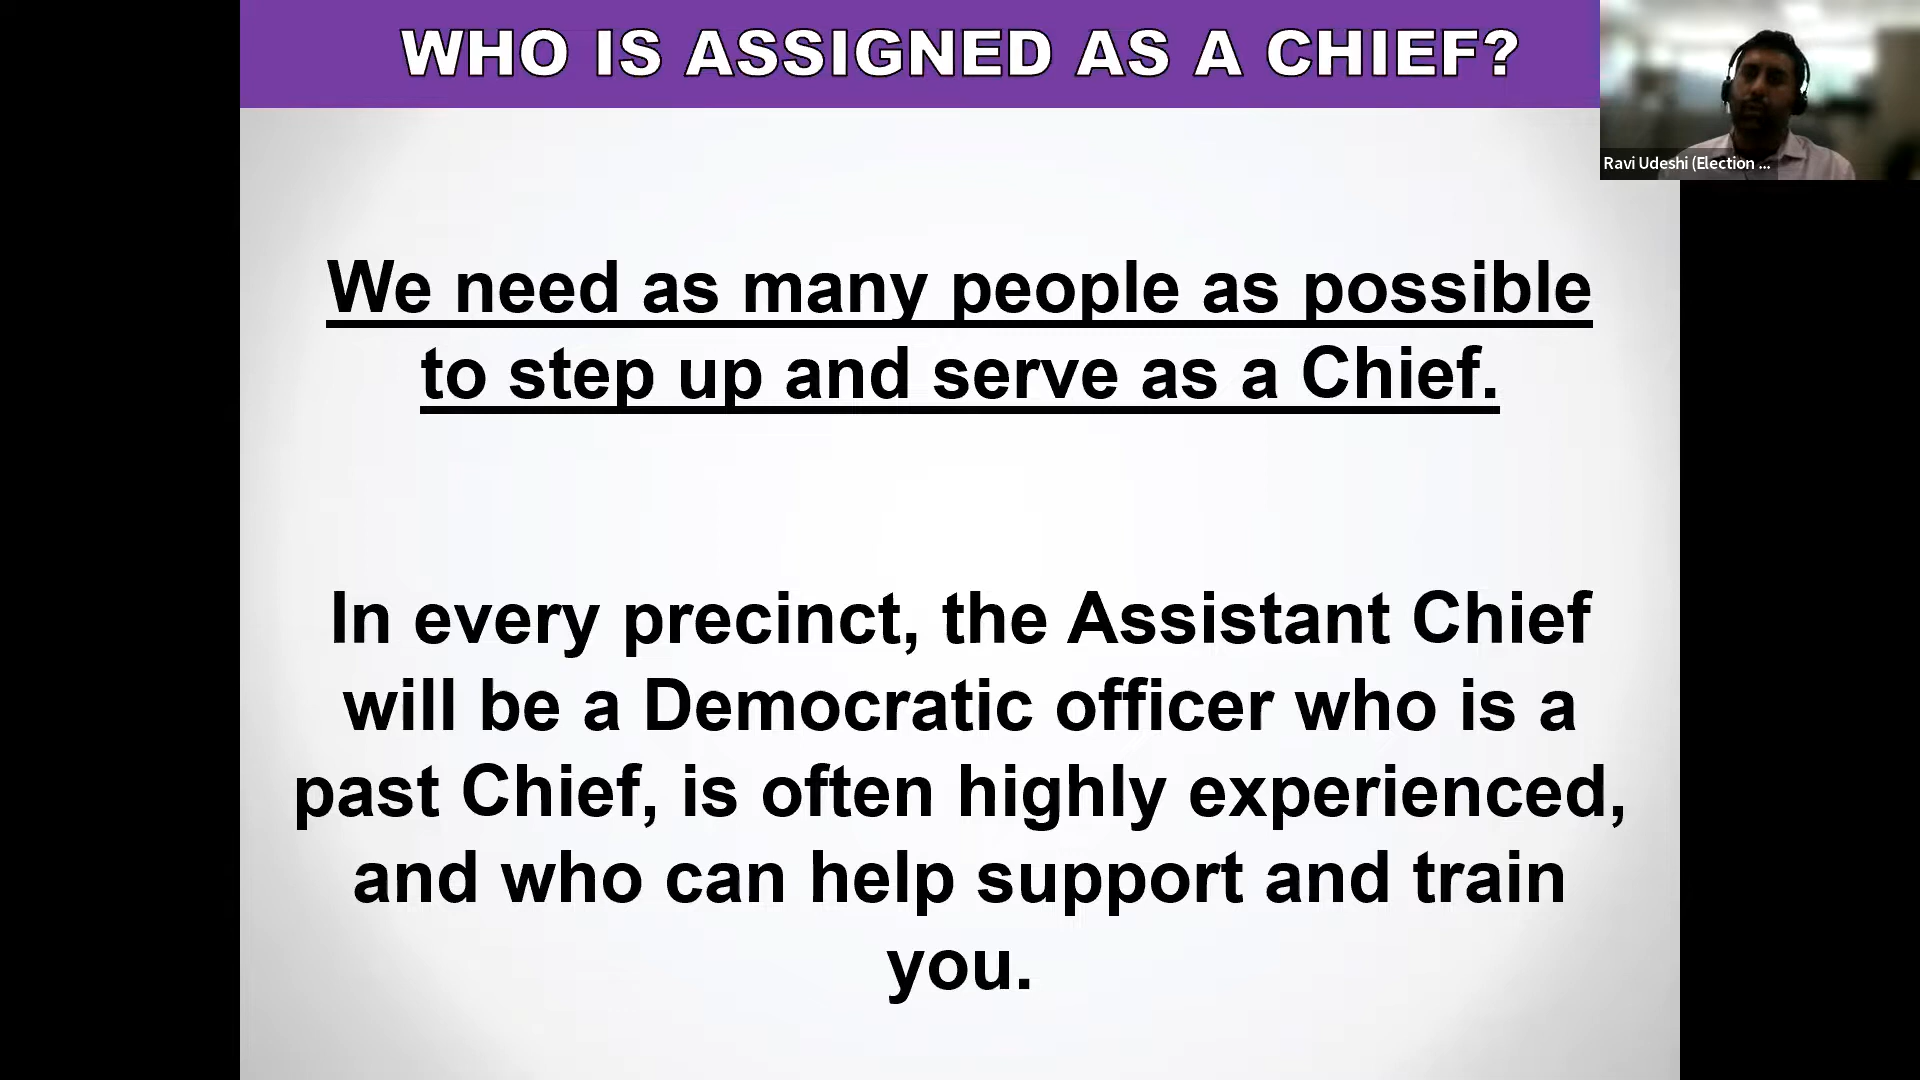 WHO IS ASSIGNED AS A CHIEF?
Ravi Udeshi (Election ...
We need as many people as possible
to step up and serve as a Chief.
In every precinct, the Assistant Chief
will be a Democratic officer who is a
past Chief, is often highly experienced,
and who can help support and train
you.